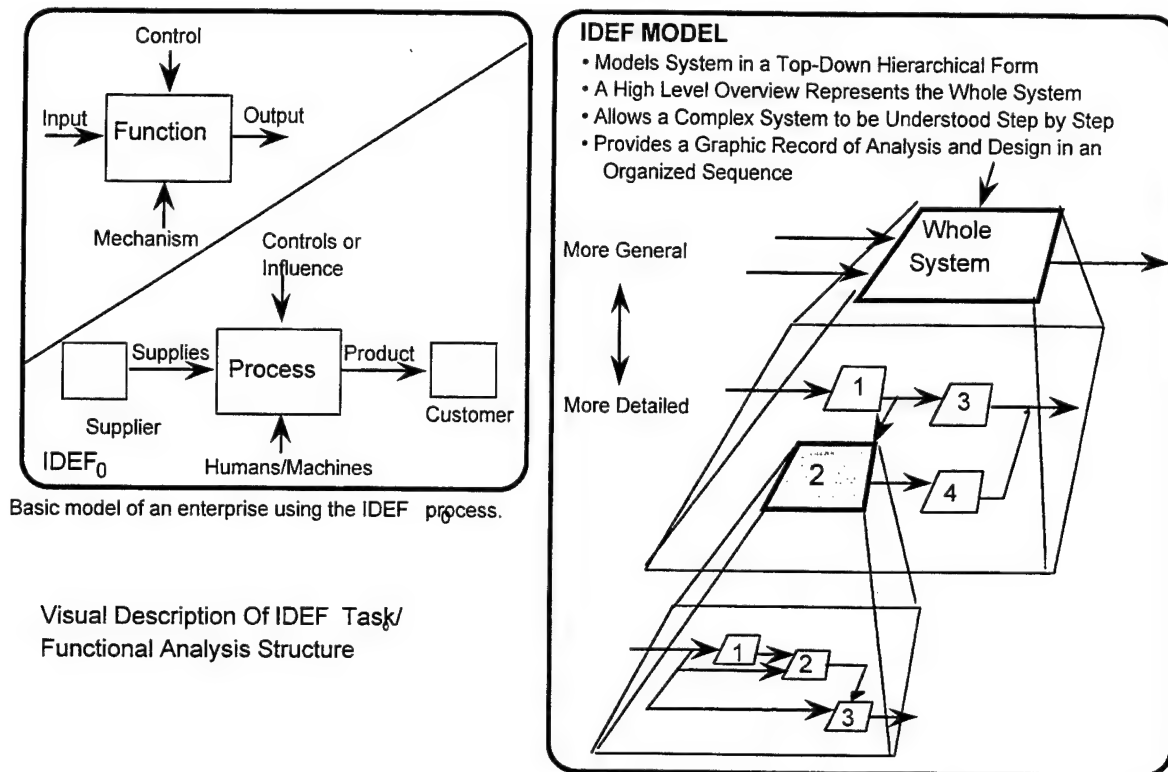 Control
Input
Function
Output
Mechanism
Controls or
Influence
Supplies
Process
Product
Supplier
Customer
Humans/Machines
IDEF0
Basic model of an enterprise using the IDEF0 process.
Visual Description Of IDEF0 Task/
Functional Analysis Structure
IDEF MODEL
• Models System in a Top-Down Hierarchical Form
• A High Level Overview Represents the Whole System
• Allows a Complex System to be Understood Step by Step
• Provides a Graphic Record of Analysis and Design in an
Organized Sequence
Whole
System
More General
More Detailed
1
3
2
4
1
2
3